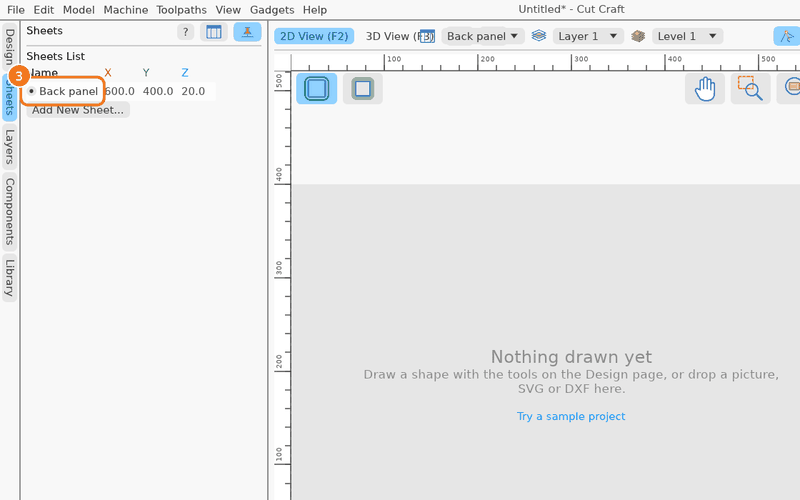 File Edit Model Machine Toolpaths View Gadgets Help
Untitled* - Cut Craft
Sheets ?
2D View (F2) 3D View (F3) Back panel Layer 1 Level 1
Design
Sheets
Layers
Components
Library
Sheets List
Name X Y Z
3
Back panel 600.0 400.0 20.0
Add New Sheet...
100 200 300 400 500
500
400
300
200
100
Nothing drawn yet
Draw a shape with the tools on the Design page, or drop a picture,
SVG or DXF here.
Try a sample project